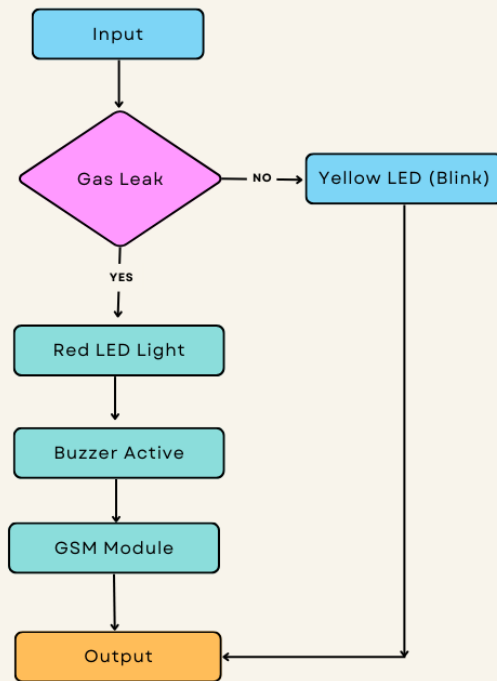 Input
Gas Leak
NO
Yellow LED (Blink)
YES
Red LED Light
Buzzer Active
GSM Module
Output